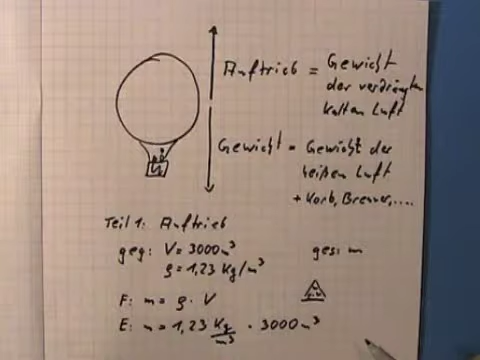 Auftrieb = Gewicht
der verdrängten
kalten Luft
Gewicht = Gewicht der
heißen Luft
+ Korb, Brenner, ....
Teil 1: Auftrieb
geg: V = 3000 m³ ges: m
ρ = 1,23 Kg/m³
F: m = ρ · V
E: m = 1,23 Kg/m³ · 3000 m³